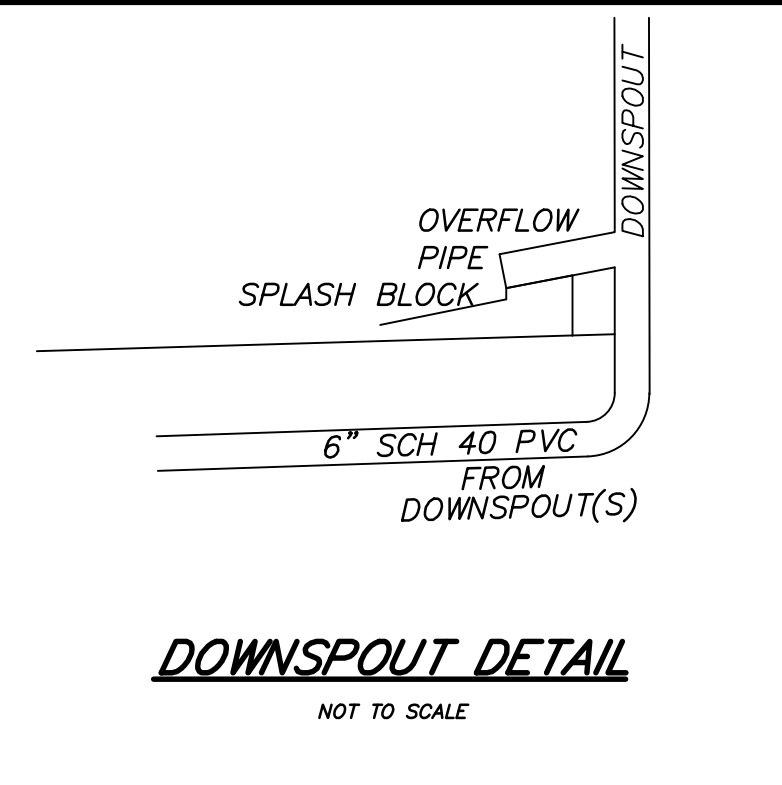 DOWNSPOUT
OVERFLOW
PIPE
SPLASH BLOCK
6” SCH 40 PVC
FROM
DOWNSPOUT(S)
DOWNSPOUT DETAIL
NOT TO SCALE